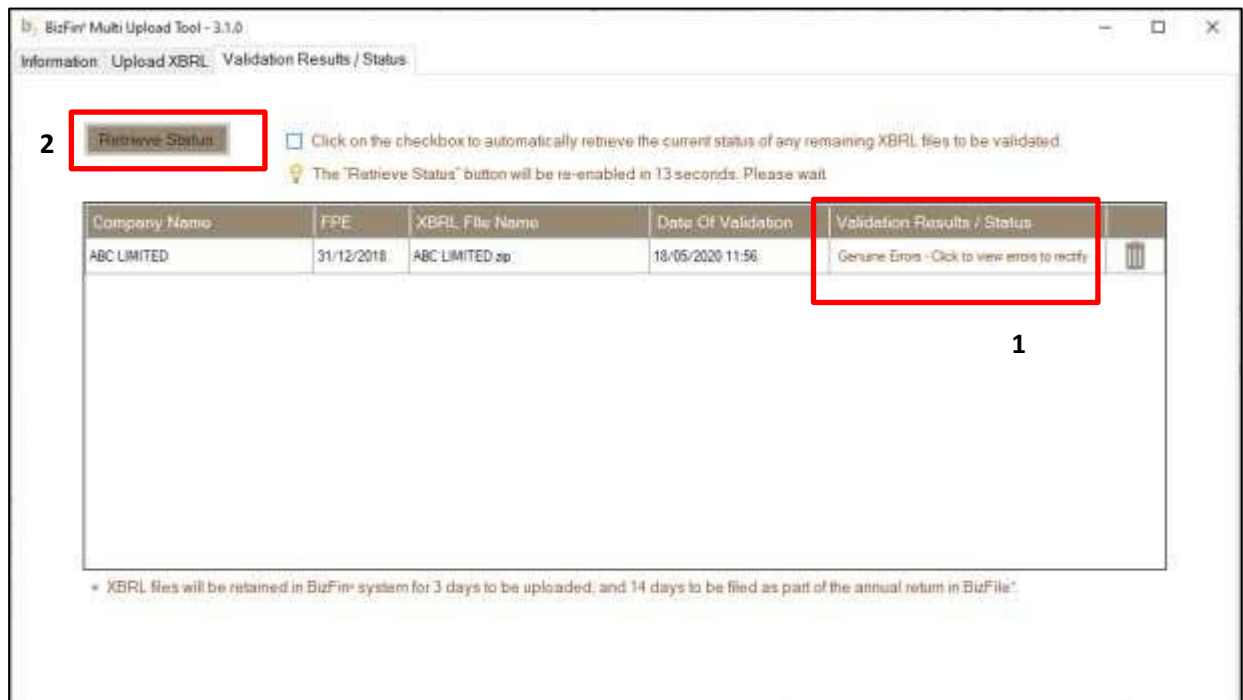 BizFinx Multi Upload Tool - 3.1.0
Information Upload XBRL Validation Results / Status
2
Retrieve Status
Click on the checkbox to automatically retrieve the current status of any remaining XBRL files to be validated.
The "Retrieve Status" button will be re-enabled in 13 seconds. Please wait.
Company Name FPE XBRL File Name Date Of Validation Validation Results / Status
ABC LIMITED 31/12/2018 ABC LIMITED.zip 18/05/2020 11:56 Genuine Errors - Click to view errors to rectify
1
* XBRL files will be retained in BizFinx system for 3 days to be uploaded, and 14 days to be filed as part of the annual return in BizFile+.